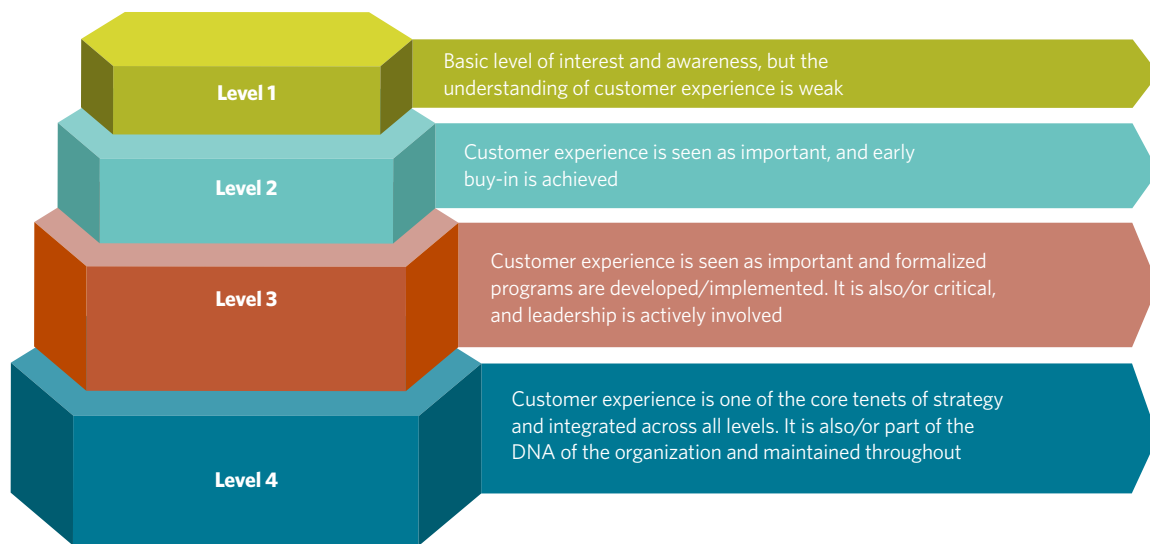 Level 1
Basic level of interest and awareness, but the
understanding of customer experience is weak
Level 2
Customer experience is seen as important, and early
buy-in is achieved
Level 3
Customer experience is seen as important and formalized
programs are developed/implemented. It is also/or critical,
and leadership is actively involved
Level 4
Customer experience is one of the core tenets of strategy
and integrated across all levels. It is also/or part of the
DNA of the organization and maintained throughout